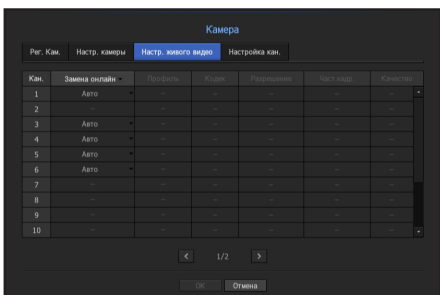 Камера
Рег. Кам. Настр. камеры Настр. живого видео Настройка кан.
Кан. Замена онлайн Профиль Кодек Разрешение Част.кадр. Качество
1 Авто – – – – –
2 – – – – – –
3 Авто – – – – –
4 Авто – – – – –
5 Авто – – – – –
6 Авто – – – – –
7 – – – – – –
8 – – – – – –
9 – – – – – –
10 – – – – – –
< 1/2 >
OK Отмена